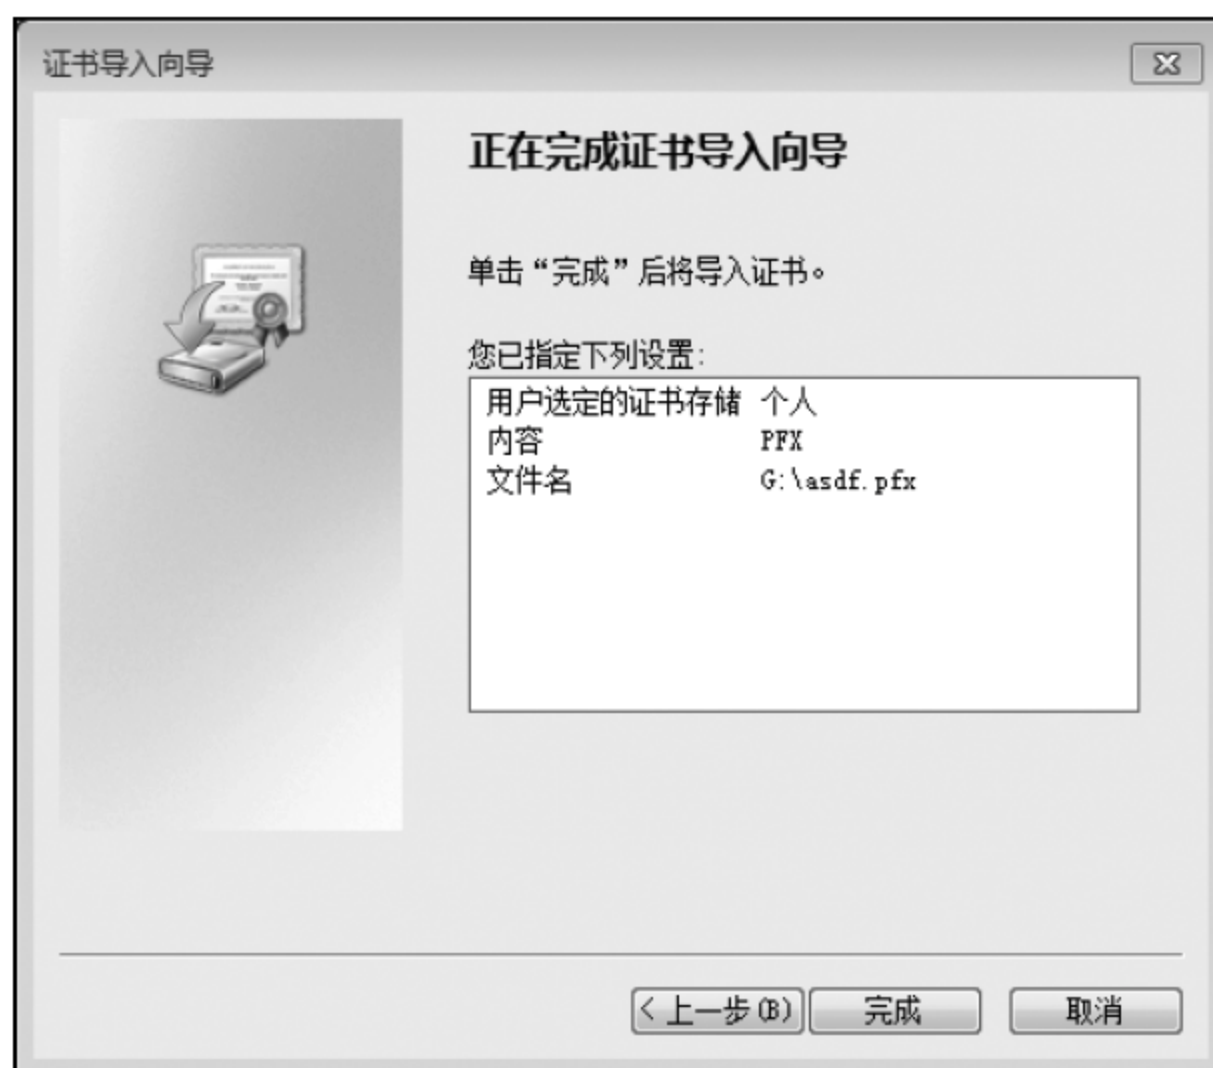 证书导入向导
正在完成证书导入向导
单击“完成”后将导入证书。
您已指定下列设置:
用户选定的证书存储 个人
内容 PFX
文件名 G:\asdf.pfx
< 上一步(B) 完成 取消